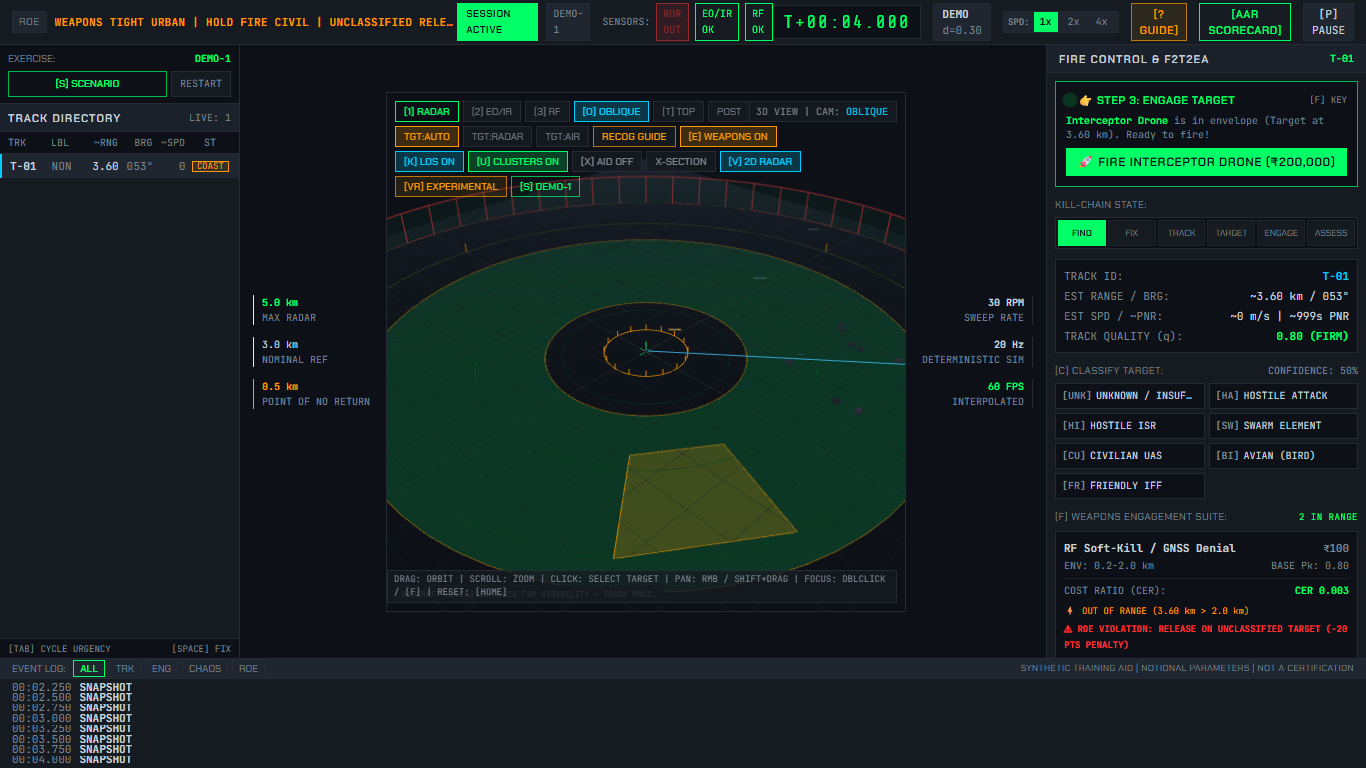 ROE
WEAPONS TIGHT URBAN | HOLD FIRE CIVIL | UNCLASSIFIED RELE…
SESSION ACTIVE
DEMO-1
SENSORS:
RDR OUT
EO/IR OK
RF OK
T+00:04.000
DEMO
d=0.30
SPD: 1x 2x 4x
[? GUIDE]
[AAR SCORECARD]
[P] PAUSE
EXERCISE: DEMO-1
[S] SCENARIO
RESTART
TRACK DIRECTORY LIVE: 1
TRK LBL ~RNG BRG ~SPD ST
T-01 NON 3.60 053° 0 COAST
[TAB] CYCLE URGENCY [SPACE] FIX
[1] RADAR [2] EO/IR [3] RF [O] OBLIQUE [T] TOP POST 3D VIEW | CAM: OBLIQUE
TGT:AUTO TGT:RADAR TGT:AIR RECOG GUIDE [E] WEAPONS ON
[K] LOS ON [U] CLUSTERS ON [X] AID OFF X-SECTION [V] 2D RADAR
[VR] EXPERIMENTAL [S] DEMO-1
5.0 km
MAX RADAR
3.0 km
NOMINAL REF
0.5 km
POINT OF NO RETURN
30 RPM
SWEEP RATE
20 Hz
DETERMINISTIC SIM
60 FPS
INTERPOLATED
DRAG: ORBIT | SCROLL: ZOOM | CLICK: SELECT TARGET | PAN: RMB / SHIFT+DRAG | FOCUS: DBLCLICK
/ [F] | RESET: [HOME]
FOR VISIBILITY — TRACK POSI…
FIRE CONTROL & F2T2EA T-01
STEP 3: ENGAGE TARGET [F] KEY
Interceptor Drone is in envelope (Target at
3.60 km). Ready to fire!
FIRE INTERCEPTOR DRONE (₹200,000)
KILL-CHAIN STATE:
FIND FIX TRACK TARGET ENGAGE ASSESS
TRACK ID: T-01
EST RANGE / BRG: ~3.60 km / 053°
EST SPD / ~PNR: ~0 m/s | ~999s PNR
TRACK QUALITY (q): 0.80 (FIRM)
[C] CLASSIFY TARGET: CONFIDENCE: 50%
[UNK] UNKNOWN / INSUF… [HA] HOSTILE ATTACK
[HI] HOSTILE ISR [SW] SWARM ELEMENT
[CU] CIVILIAN UAS [BI] AVIAN (BIRD)
[FR] FRIENDLY IFF
[F] WEAPONS ENGAGEMENT SUITE: 2 IN RANGE
RF Soft-Kill / GNSS Denial ₹100
ENV: 0.2-2.0 km BASE Pk: 0.80
COST RATIO (CER): CER 0.003
OUT OF RANGE (3.60 km > 2.0 km)
ROE VIOLATION: RELEASE ON UNCLASSIFIED TARGET (-20
PTS PENALTY)
EVENT LOG: ALL TRK ENG CHAOS ROE
SYNTHETIC TRAINING AID | NOTIONAL PARAMETERS | NOT A CERTIFICATION
00:02.250 SNAPSHOT
00:02.500 SNAPSHOT
00:02.750 SNAPSHOT
00:03.000 SNAPSHOT
00:03.250 SNAPSHOT
00:03.500 SNAPSHOT
00:03.750 SNAPSHOT
00:04.000 SNAPSHOT